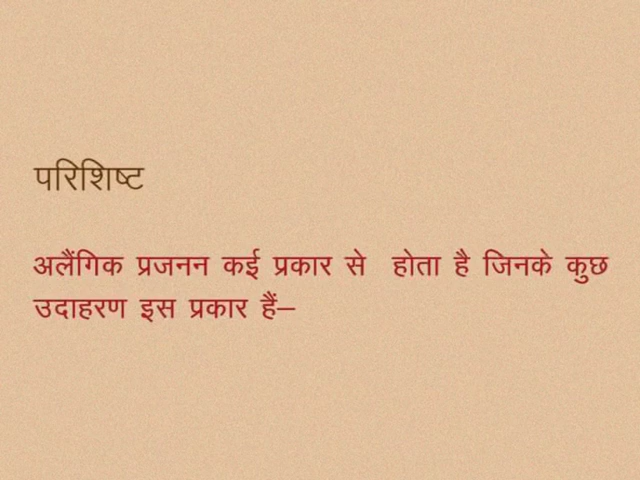 परिशिष्ट
अलैंगिक प्रजनन कई प्रकार से होता है जिनके कुछ
उदाहरण इस प्रकार हैं–